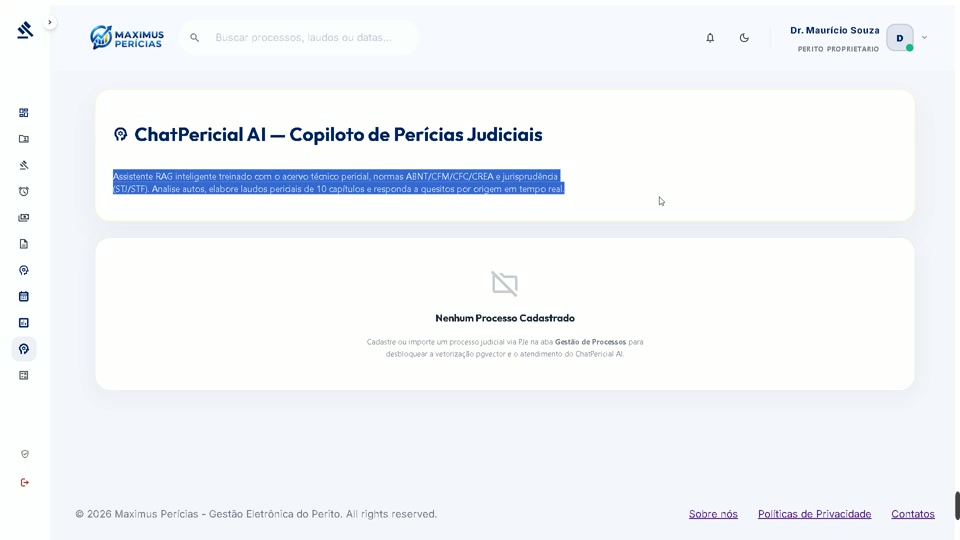 MAXIMUS
PERÍCIAS
Buscar processos, laudos ou datas...
Dr. Maurício Souza
PERITO PROPRIETARIO
D
ChatPericial AI — Copiloto de Perícias Judiciais
Assistente RAG inteligente treinado com o acervo técnico pericial, normas ABNT/CFM/CFC/CREA e jurisprudência
(STJ/STF). Analise autos, elabore laudos periciais de 10 capítulos e responda a quesitos por origem em tempo real.
Nenhum Processo Cadastrado
Cadastre ou importe um processo judicial via PJe na aba Gestão de Processos para
desbloquear a vetorização pgvector e o atendimento do ChatPericial AI.
© 2026 Maximus Perícias - Gestão Eletrônica do Perito. All rights reserved.
Sobre nós
Políticas de Privacidade
Contatos